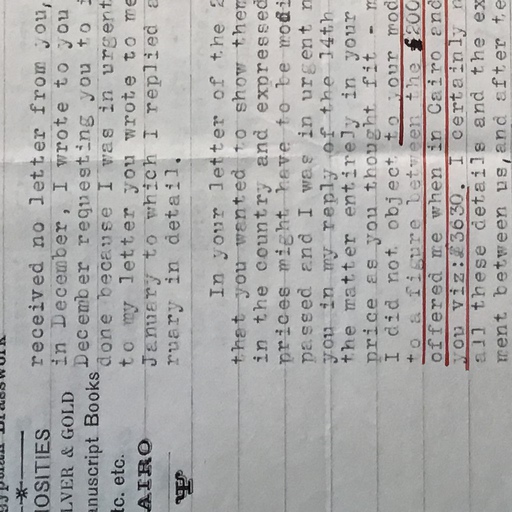 Egyptian Brasswork
IOSITIES
LVER & GOLD
anuscript Books
tc. etc.
AIRO
received no letter from you,
in December, I wrote to you
December requesting you to i
done because I was in urgent
to my letter you wrote to me
January to which I replied a
ruary in detail.
In your letter of the 2
that you wanted to show them
in the country and expressed
prices might have to be modi
passed and I was in urgent n
you in my reply of the 14th
the matter entirely in your
price as you thought fit - m
I did not object to your mod
to a figure between the £200
offered me when in Cairo and
you viz:£3630. I certainly n
all these details and the ex
ment between us,and after te